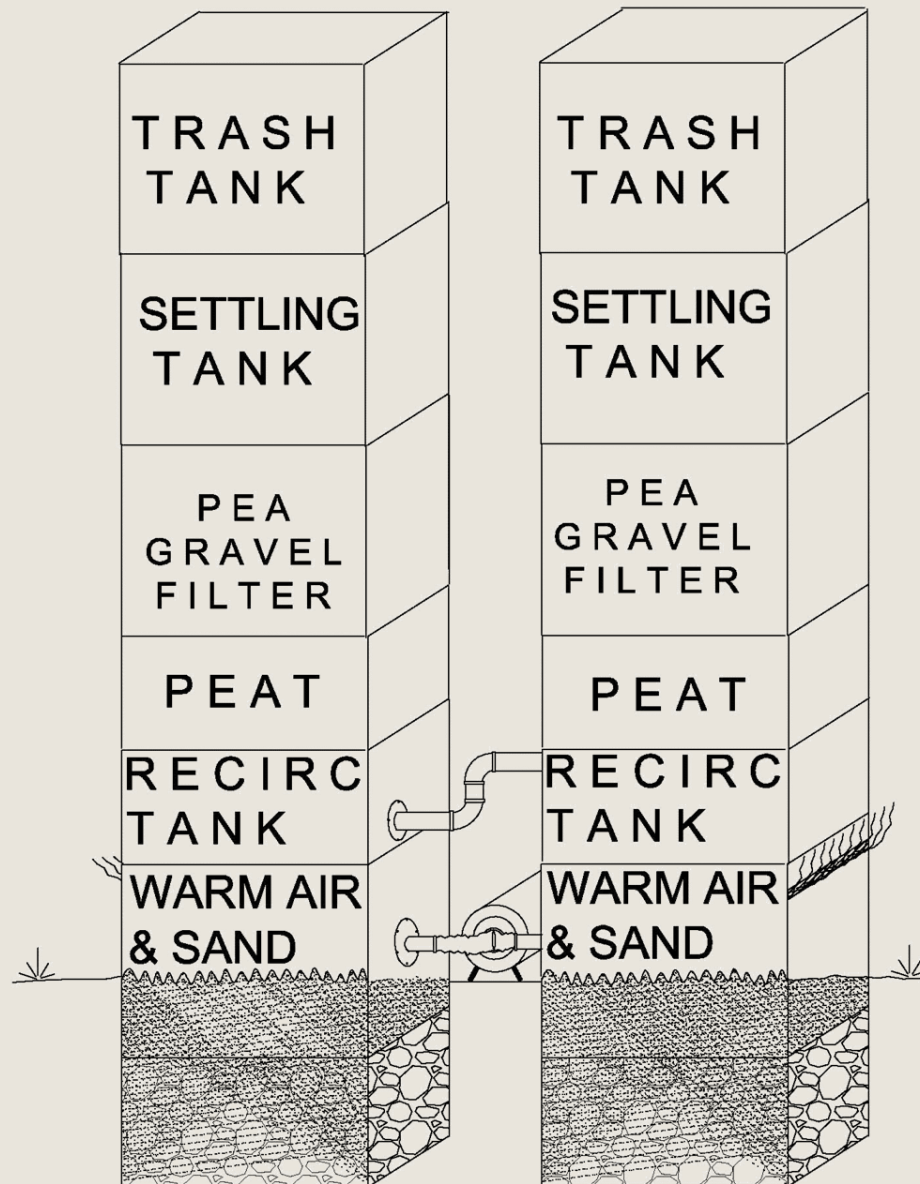 TRASH
TANK
SETTLING
TANK
PEA
GRAVEL
FILTER
PEAT
RECIRC
TANK
WARM AIR
& SAND
TRASH
TANK
SETTLING
TANK
PEA
GRAVEL
FILTER
PEAT
RECIRC
TANK
WARM AIR
& SAND